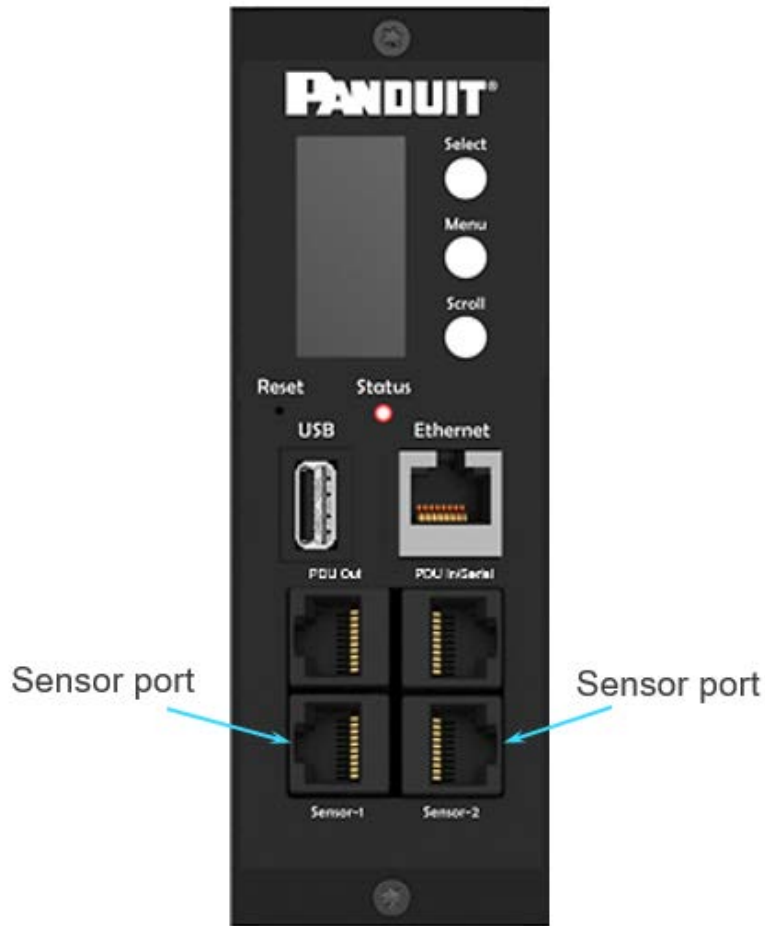 PANDUIT®
Select
Menu
Scroll
Reset Status
USB Ethernet
PDU Out PDU In/Serial
Sensor port Sensor port
Sensor-1 Sensor-2